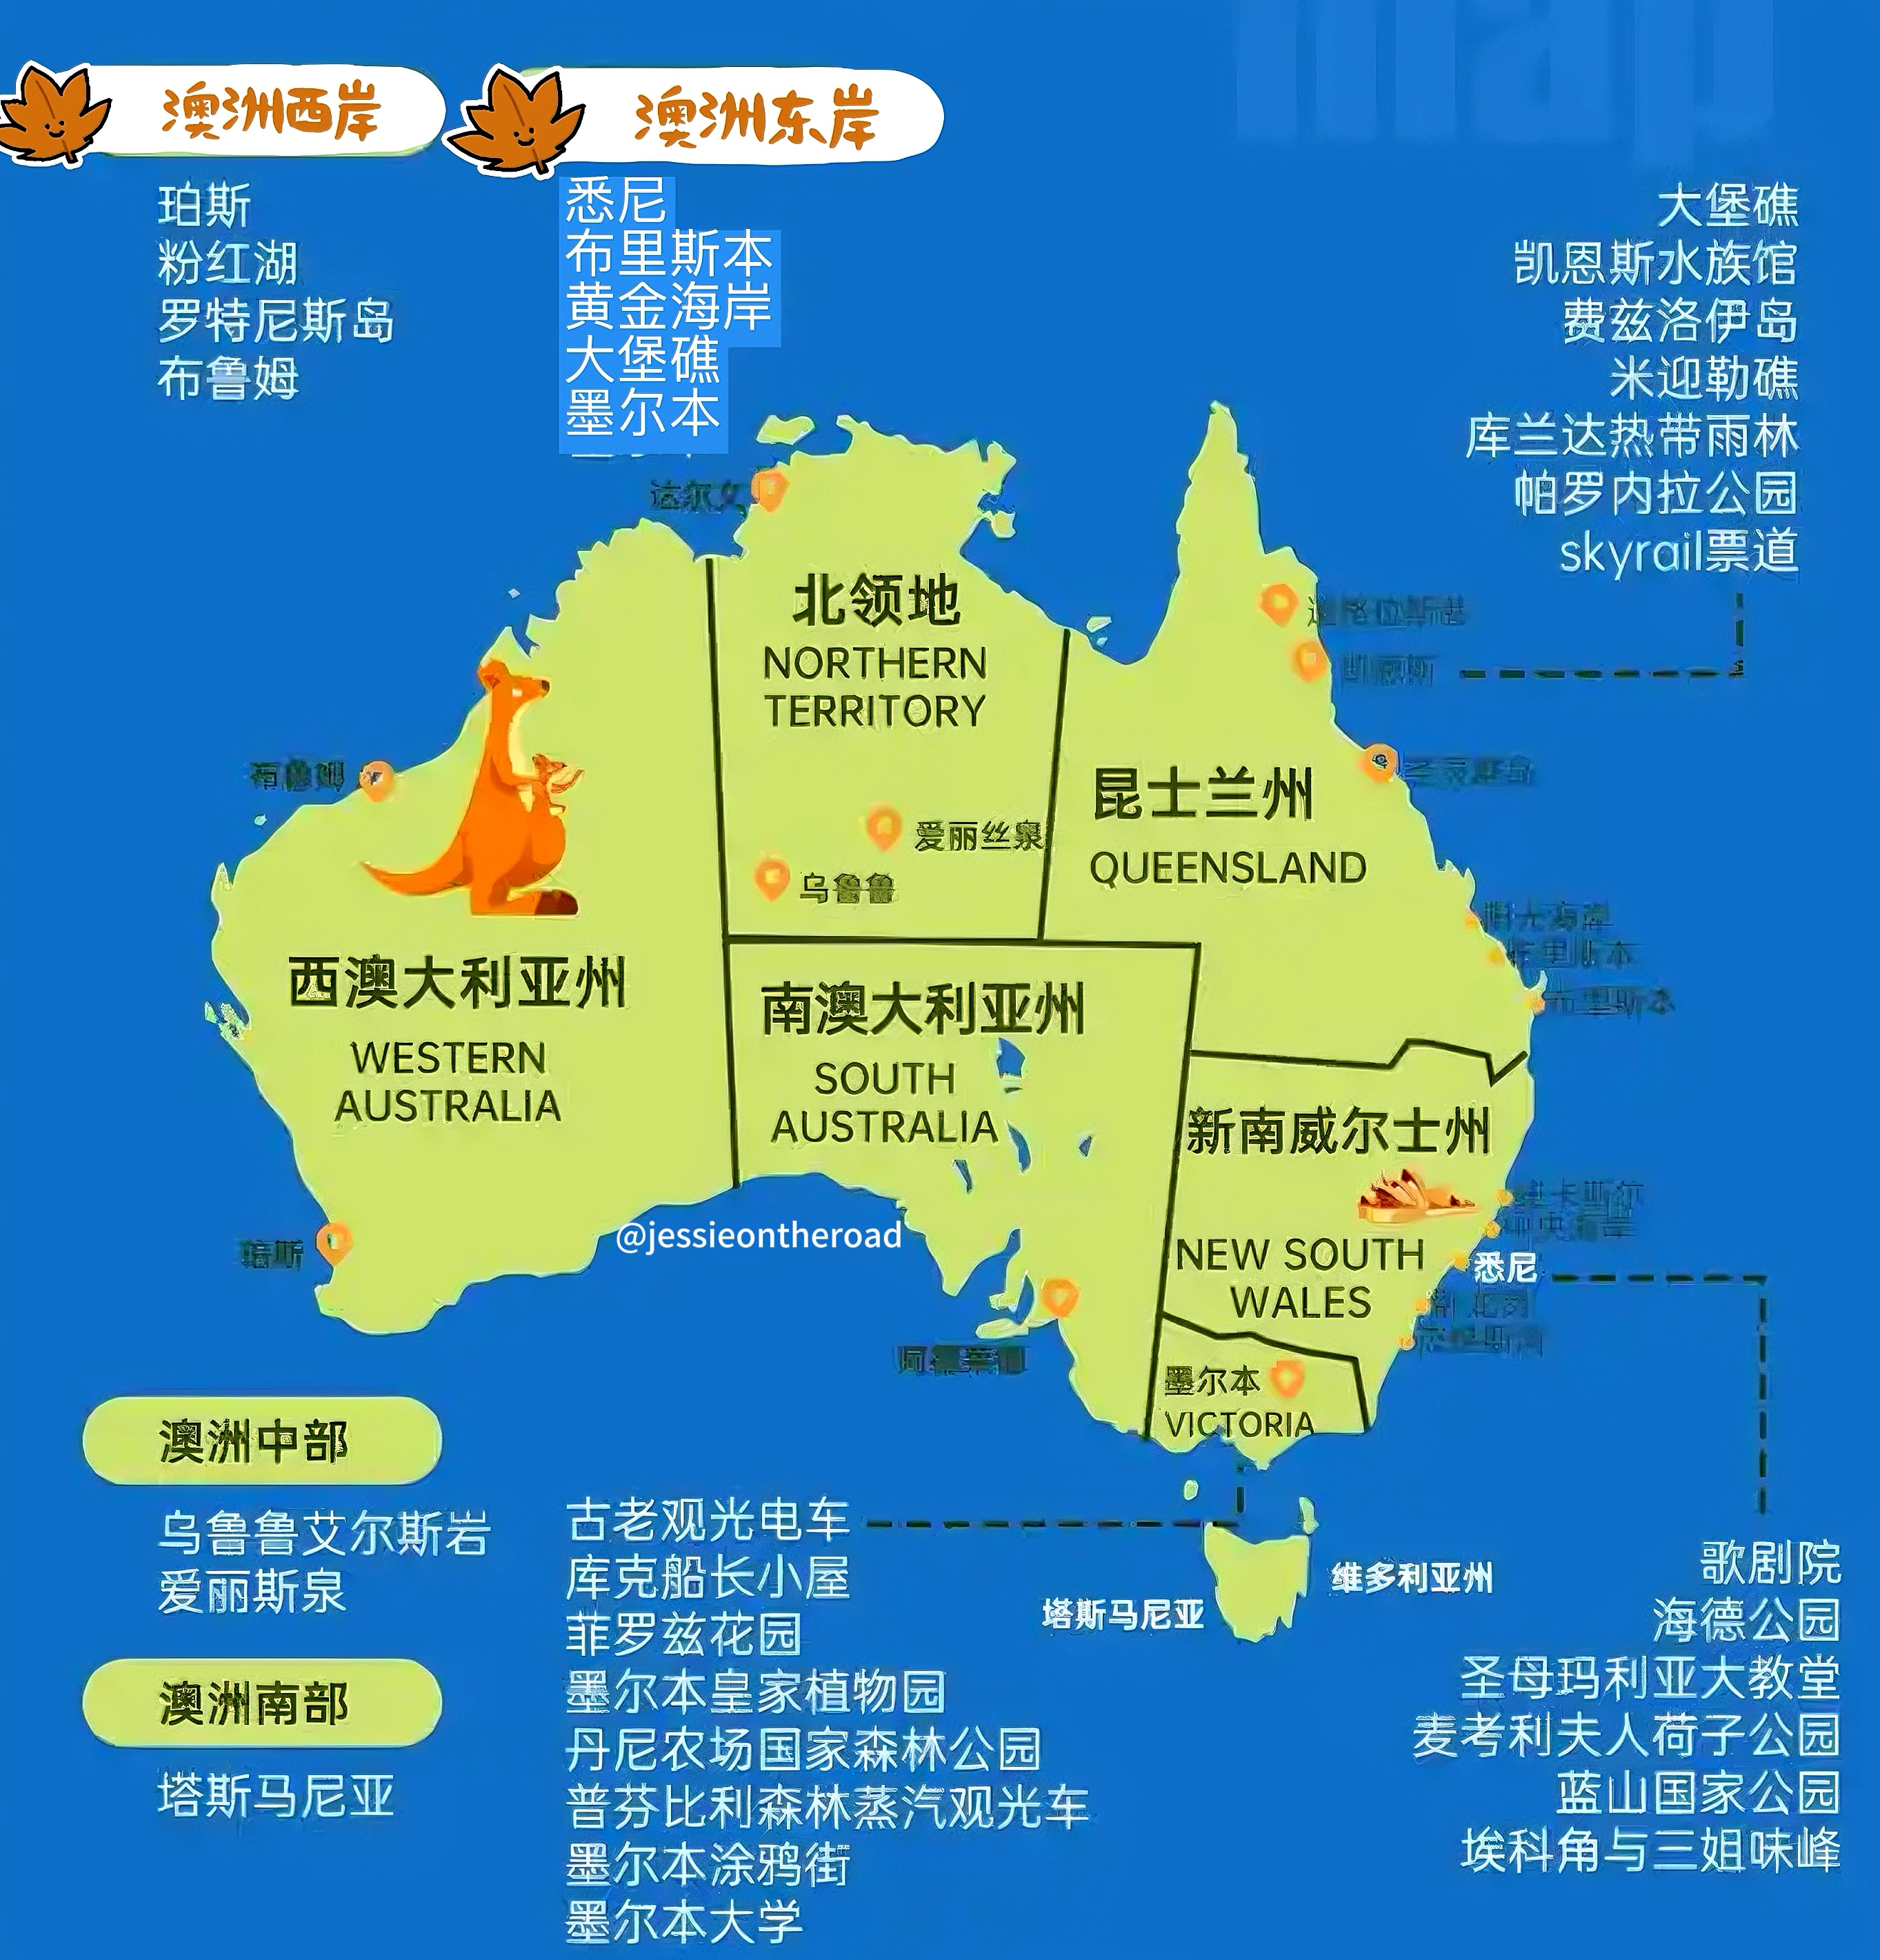 map
澳洲西岸
珀斯
粉红湖
罗特尼斯岛
布鲁姆
澳洲东岸
悉尼
布里斯本
黄金海岸
大堡礁
墨尔本
大堡礁
凯恩斯水族馆
费兹洛伊岛
米迎勒礁
库兰达热带雨林
帕罗内拉公园
skyrail票道
达尔文
北领地
NORTHERN
TERRITORY
凯恩斯
布鲁姆
昆士兰州
QUEENSLAND
爱丽丝泉
乌鲁鲁
阳光海岸
布里斯本
西澳大利亚州
WESTERN
AUSTRALIA
南澳大利亚州
SOUTH
AUSTRALIA
新南威尔士州
NEW SOUTH
WALES
@jessieontheroad
悉尼
墨尔本
VICTORIA
澳洲中部
乌鲁鲁艾尔斯岩
爱丽斯泉
澳洲南部
塔斯马尼亚
古老观光电车
库克船长小屋
菲罗兹花园
墨尔本皇家植物园
丹尼农场国家森林公园
普芬比利森林蒸汽观光车
墨尔本涂鸦街
墨尔本大学
维多利亚州
塔斯马尼亚
歌剧院
海德公园
圣母玛利亚大教堂
麦考利夫人荷子公园
蓝山国家公园
埃科角与三姐味峰